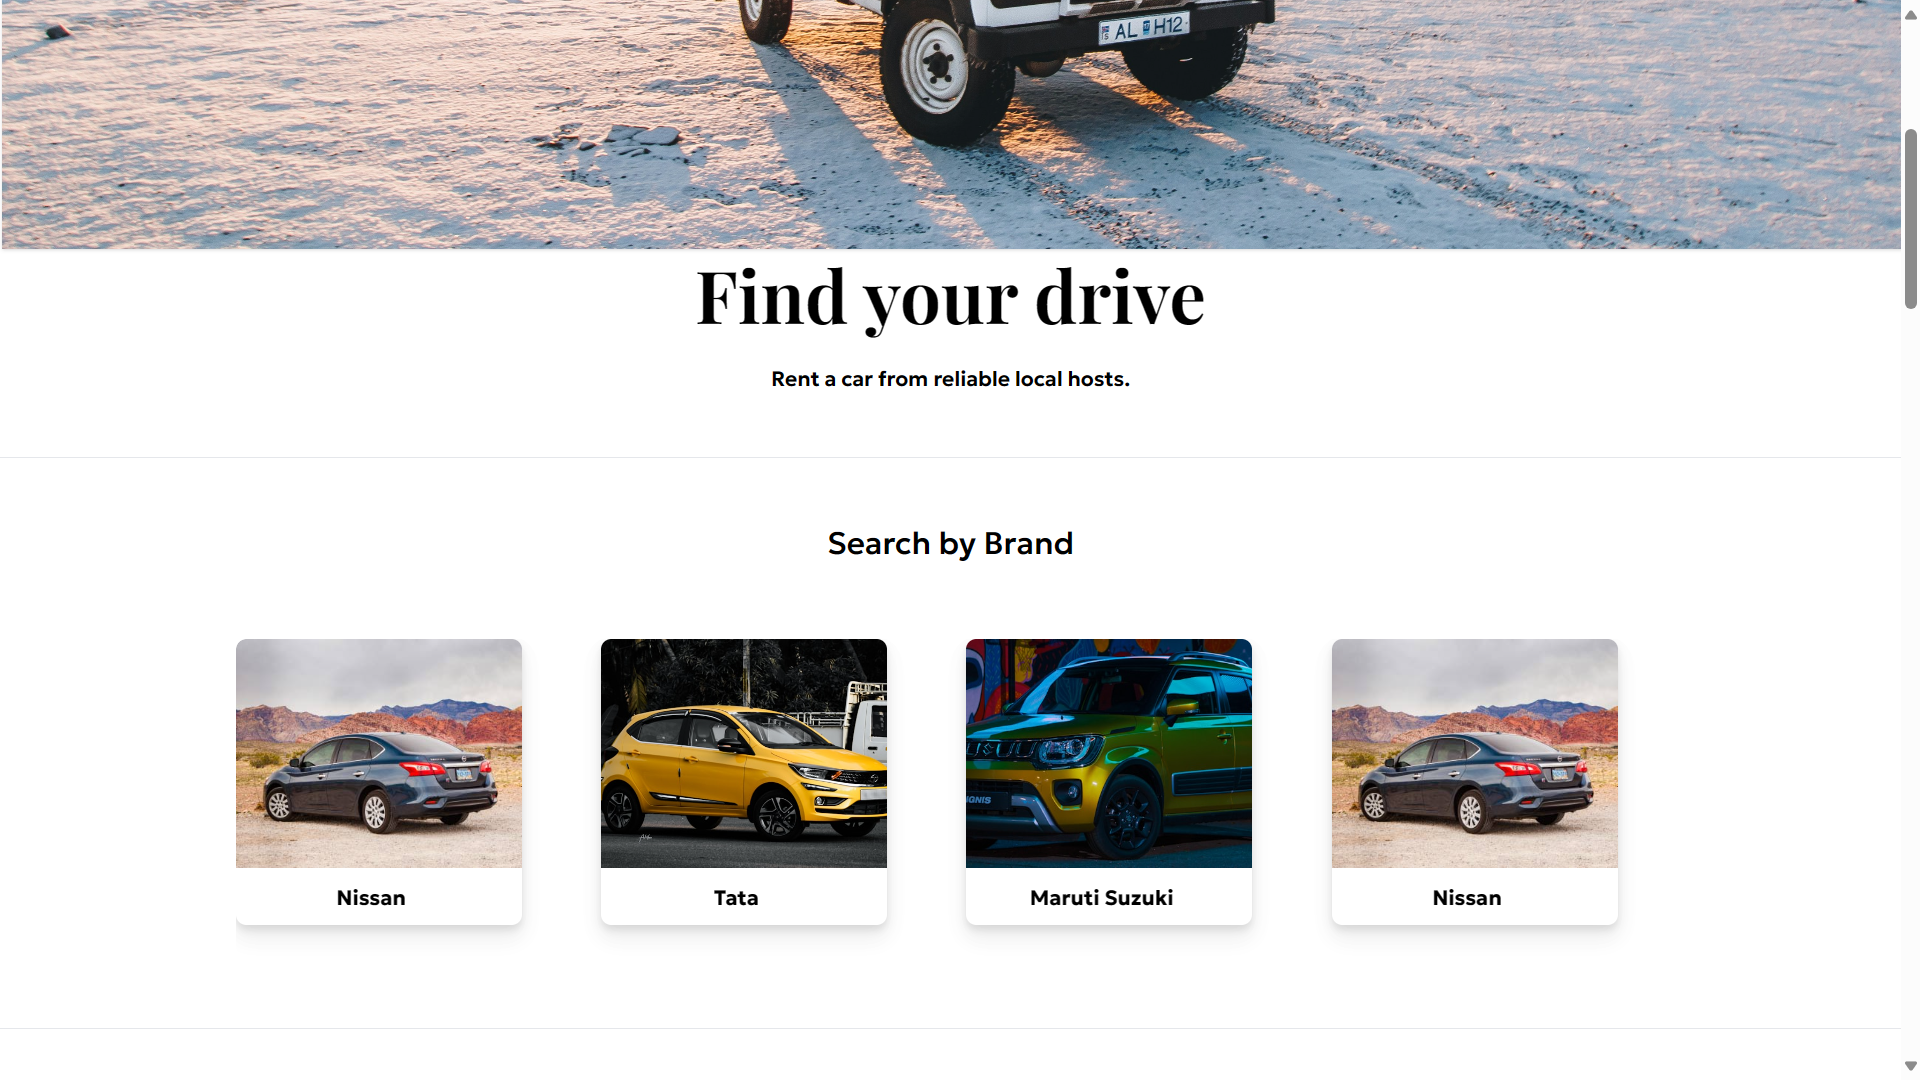 AL H12
Find your drive
Rent a car from reliable local hosts.
Search by Brand
IGNIS
Nissan
Tata
Maruti Suzuki
Nissan